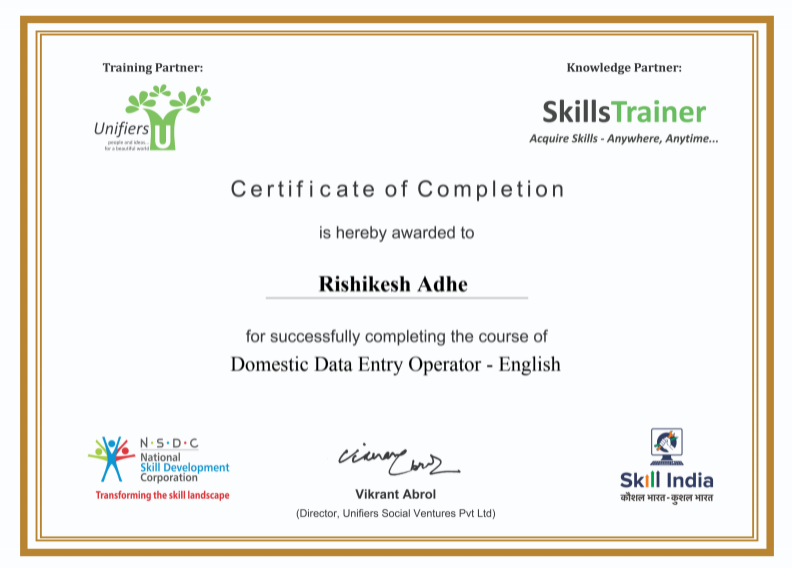 Training Partner:
Knowledge Partner:
Unifiers
people and ideas...
for a beautiful world
U
SkillsTrainer
Acquire Skills - Anywhere, Anytime...
Certificate of Completion
is hereby awarded to
Rishikesh Adhe
for successfully completing the course of
Domestic Data Entry Operator - English
N·S·D·C
National
Skill Development
Corporation
Transforming the skill landscape
Vikrant Abrol
(Director, Unifiers Social Ventures Pvt Ltd)
Skill India
कौशल भारत-कुशल भारत